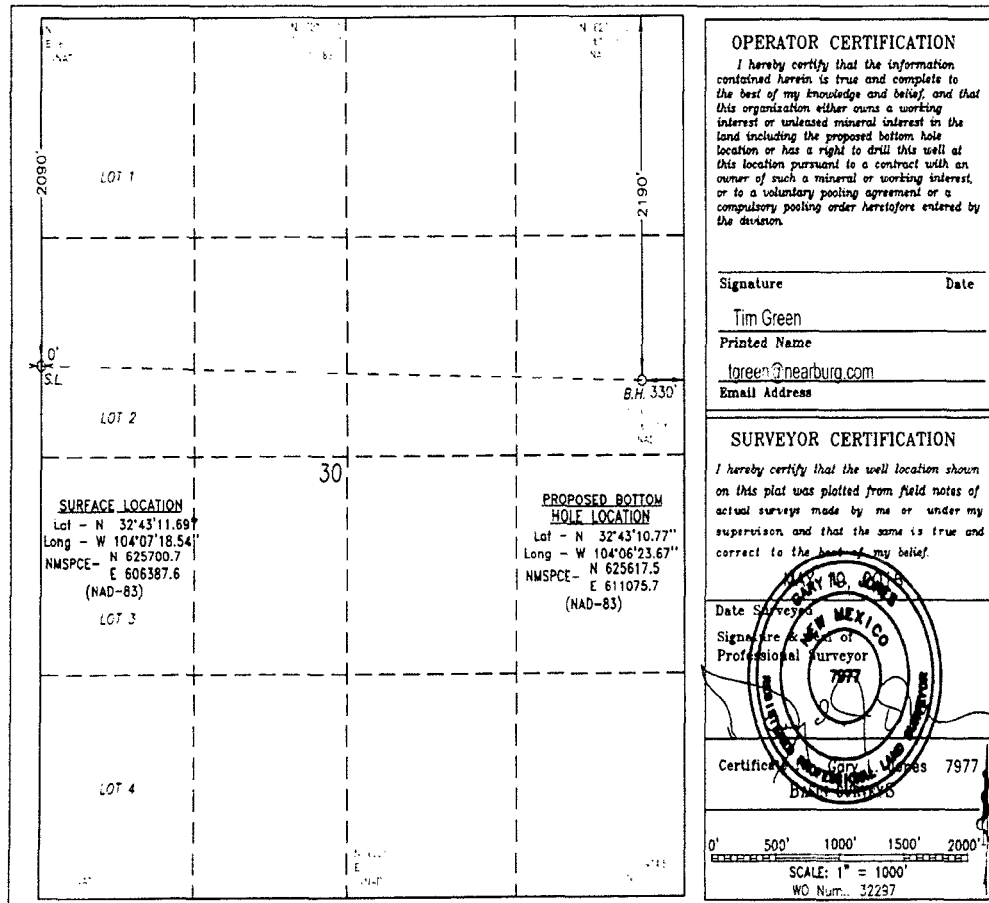 2090'
LOT 1
2190'
0'
S.L.
B.H. 330'
LOT 2
30
SURFACE LOCATION
Lat - N 32°43'11.69"
Long - W 104°07'18.54"
NMSPCE- N 625700.7
E 606387.6
(NAD-83)
PROPOSED BOTTOM
HOLE LOCATION
Lat - N 32°43'10.77"
Long - W 104°06'23.67"
NMSPCE- N 625617.5
E 611075.7
(NAD-83)
LOT 3
LOT 4
OPERATOR CERTIFICATION
I hereby certify that the information
contained herein is true and complete to
the best of my knowledge and belief, and that
this organization either owns a working
interest or unleased mineral interest in the
land including the proposed bottom hole
location or has a right to drill this well at
this location pursuant to a contract with an
owner of such a mineral or working interest,
or to a voluntary pooling agreement or a
compulsory pooling order heretofore entered by
the division.
Signature Date
Tim Green
Printed Name
Email Address
SURVEYOR CERTIFICATION
I hereby certify that the well location shown
on this plat was plotted from field notes of
actual surveys made by me or under my
supervison, and that the same is true and
correct to the best of my belief.
Date Surveyed
Signature & Seal of
Professional Surveyor
GARY JONES
NEW MEXICO
7977
REGISTERED PROFESSIONAL LAND SURVEYOR
Gary Jones 7977
SURVEYS
0' 500' 1000' 1500' 2000'
SCALE: 1" = 1000'
WO Num.. 32297